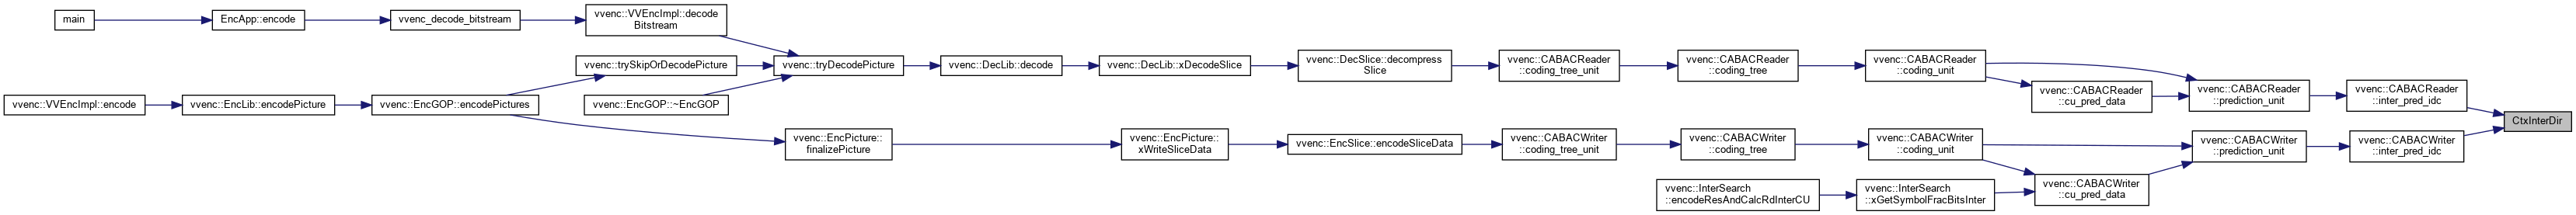 main
EncApp::encode
vvenc_decode_bitstream
vvenc::VVEncImpl::decode
Bitstream
vvenc::trySkipOrDecodePicture
vvenc::tryDecodePicture
vvenc::DecLib::decode
vvenc::DecLib::xDecodeSlice
vvenc::DecSlice::decompress
Slice
vvenc::CABACReader
::coding_tree_unit
vvenc::CABACReader
::coding_tree
vvenc::CABACReader
::coding_unit
vvenc::CABACReader
::cu_pred_data
vvenc::CABACReader
::prediction_unit
vvenc::CABACReader
::inter_pred_idc
CtxInterDir
vvenc::VVEncImpl::encode
vvenc::EncLib::encodePicture
vvenc::EncGOP::encodePictures
vvenc::EncGOP::~EncGOP
vvenc::EncPicture::
finalizePicture
vvenc::EncPicture::
xWriteSliceData
vvenc::EncSlice::encodeSliceData
vvenc::CABACWriter
::coding_tree_unit
vvenc::CABACWriter
::coding_tree
vvenc::CABACWriter
::coding_unit
vvenc::CABACWriter
::prediction_unit
vvenc::CABACWriter
::inter_pred_idc
vvenc::InterSearch
::encodeResAndCalcRdInterCU
vvenc::InterSearch
::xGetSymbolFracBitsInter
vvenc::CABACWriter
::cu_pred_data